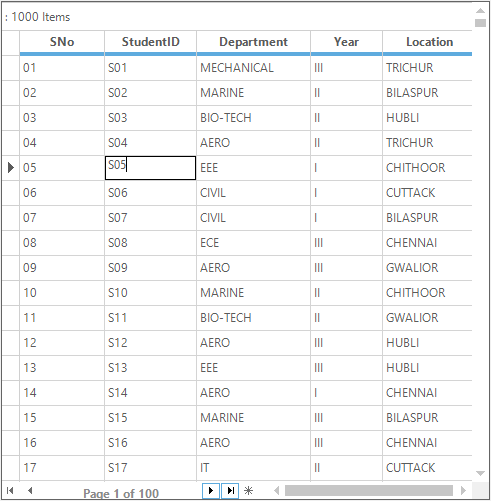 : 1000 Items
SNo StudentID Department Year Location
01 S01 MECHANICAL III TRICHUR
02 S02 MARINE II BILASPUR
03 S03 BIO-TECH II HUBLI
04 S04 AERO II TRICHUR
05 S05 EEE I CHITHOOR
06 S06 CIVIL I CUTTACK
07 S07 CIVIL I BILASPUR
08 S08 ECE III CHENNAI
09 S09 AERO III GWALIOR
10 S10 MARINE II CHITHOOR
11 S11 BIO-TECH II GWALIOR
12 S12 AERO III HUBLI
13 S13 EEE III HUBLI
14 S14 AERO I CHENNAI
15 S15 MARINE III BILASPUR
16 S16 AERO III CHENNAI
17 S17 IT II CUTTACK
Page 1 of 100